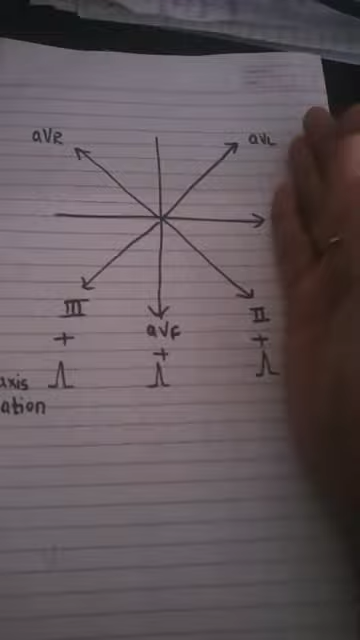 aVR
aVL
III
II
+
aVF
+
+
axis
ation